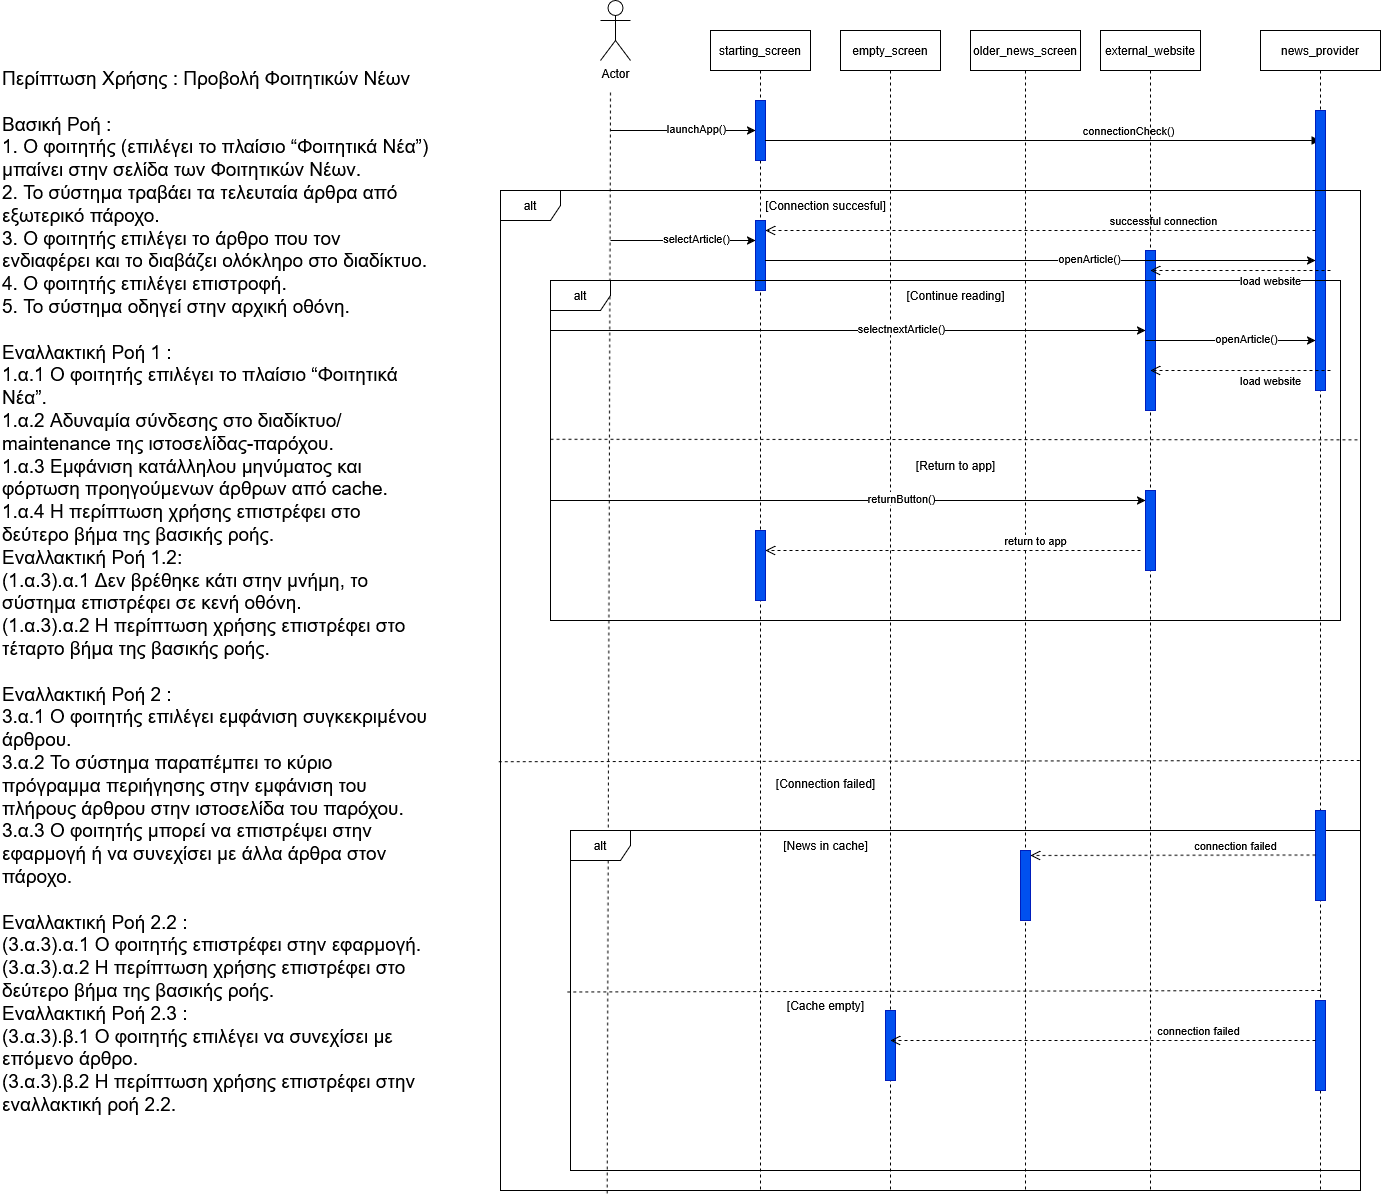 Περίπτωση Χρήσης : Προβολή Φοιτητικών Νέων
Βασική Ροή :
1. Ο φοιτητής (επιλέγει το πλαίσιο “Φοιτητικά Νέα”)
μπαίνει στην σελίδα των Φοιτητικών Νέων.
2. Το σύστημα τραβάει τα τελευταία άρθρα από
εξωτερικό πάροχο.
3. Ο φοιτητής επιλέγει το άρθρο που τον
ενδιαφέρει και το διαβάζει ολόκληρο στο διαδίκτυο.
4. Ο φοιτητής επιλέγει επιστροφή.
5. Το σύστημα οδηγεί στην αρχική οθόνη.
Εναλλακτική Ροή 1 :
1.α.1 Ο φοιτητής επιλέγει το πλαίσιο “Φοιτητικά
Νέα”.
1.α.2 Αδυναμία σύνδεσης στο διαδίκτυο/
maintenance της ιστοσελίδας-παρόχου.
1.α.3 Εμφάνιση κατάλληλου μηνύματος και
φόρτωση προηγούμενων άρθρων από cache.
1.α.4 Η περίπτωση χρήσης επιστρέφει στο
δεύτερο βήμα της βασικής ροής.
Εναλλακτική Ροή 1.2:
(1.α.3).α.1 Δεν βρέθηκε κάτι στην μνήμη, το
σύστημα επιστρέφει σε κενή οθόνη.
(1.α.3).α.2 Η περίπτωση χρήσης επιστρέφει στο
τέταρτο βήμα της βασικής ροής.
Εναλλακτική Ροή 2 :
3.α.1 Ο φοιτητής επιλέγει εμφάνιση συγκεκριμένου
άρθρου.
3.α.2 Το σύστημα παραπέμπει το κύριο
πρόγραμμα περιήγησης στην εμφάνιση του
πλήρους άρθρου στην ιστοσελίδα του παρόχου.
3.α.3 Ο φοιτητής μπορεί να επιστρέψει στην
εφαρμογή ή να συνεχίσει με άλλα άρθρα στον
πάροχο.
Εναλλακτική Ροή 2.2 :
(3.α.3).α.1 Ο φοιτητής επιστρέφει στην εφαρμογή.
(3.α.3).α.2 Η περίπτωση χρήσης επιστρέφει στο
δεύτερο βήμα της βασικής ροής.
Εναλλακτική Ροή 2.3 :
(3.α.3).β.1 Ο φοιτητής επιλέγει να συνεχίσει με
επόμενο άρθρο.
(3.α.3).β.2 Η περίπτωση χρήσης επιστρέφει στην
εναλλακτική ροή 2.2.
Actor
starting_screen
empty_screen
older_news_screen
external_website
news_provider
launchApp()
connectionCheck()
alt
[Connection succesful]
successful connection
selectArticle()
openArticle()
load website
alt
[Continue reading]
selectnextArticle()
openArticle()
load website
[Return to app]
returnButton()
return to app
[Connection failed]
alt
[News in cache]
connection failed
[Cache empty]
connection failed